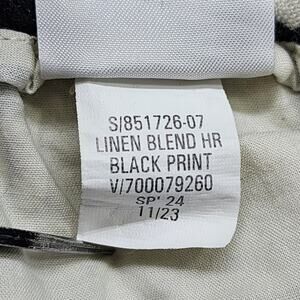 S/851726-07
LINEN BLEND HR
BLACK PRINT
V/700079260
SP' 24
11/23